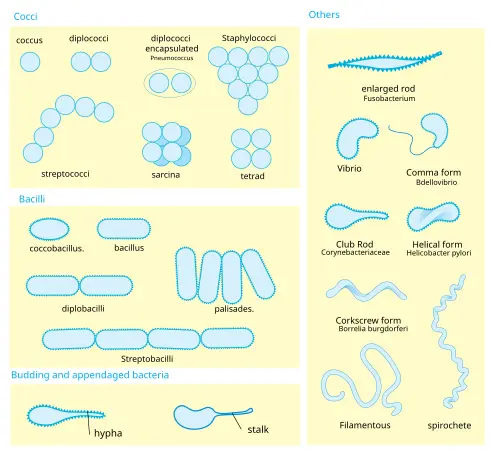 Cocci
coccus
diplococci
diplococci
encapsulated
Pneumococcus
Staphylococci
streptococci
sarcina
tetrad
Bacilli
coccobacillus.
bacillus
diplobacilli
palisades.
Streptobacilli
Budding and appendaged bacteria
hypha
stalk
Others
enlarged rod
Fusobacterium
Vibrio
Comma form
Bdellovibrio
Club Rod
Corynebacteriaceae
Helical form
Helicobacter pylori
Corkscrew form
Borrelia burgdorferi
Filamentous
spirochete